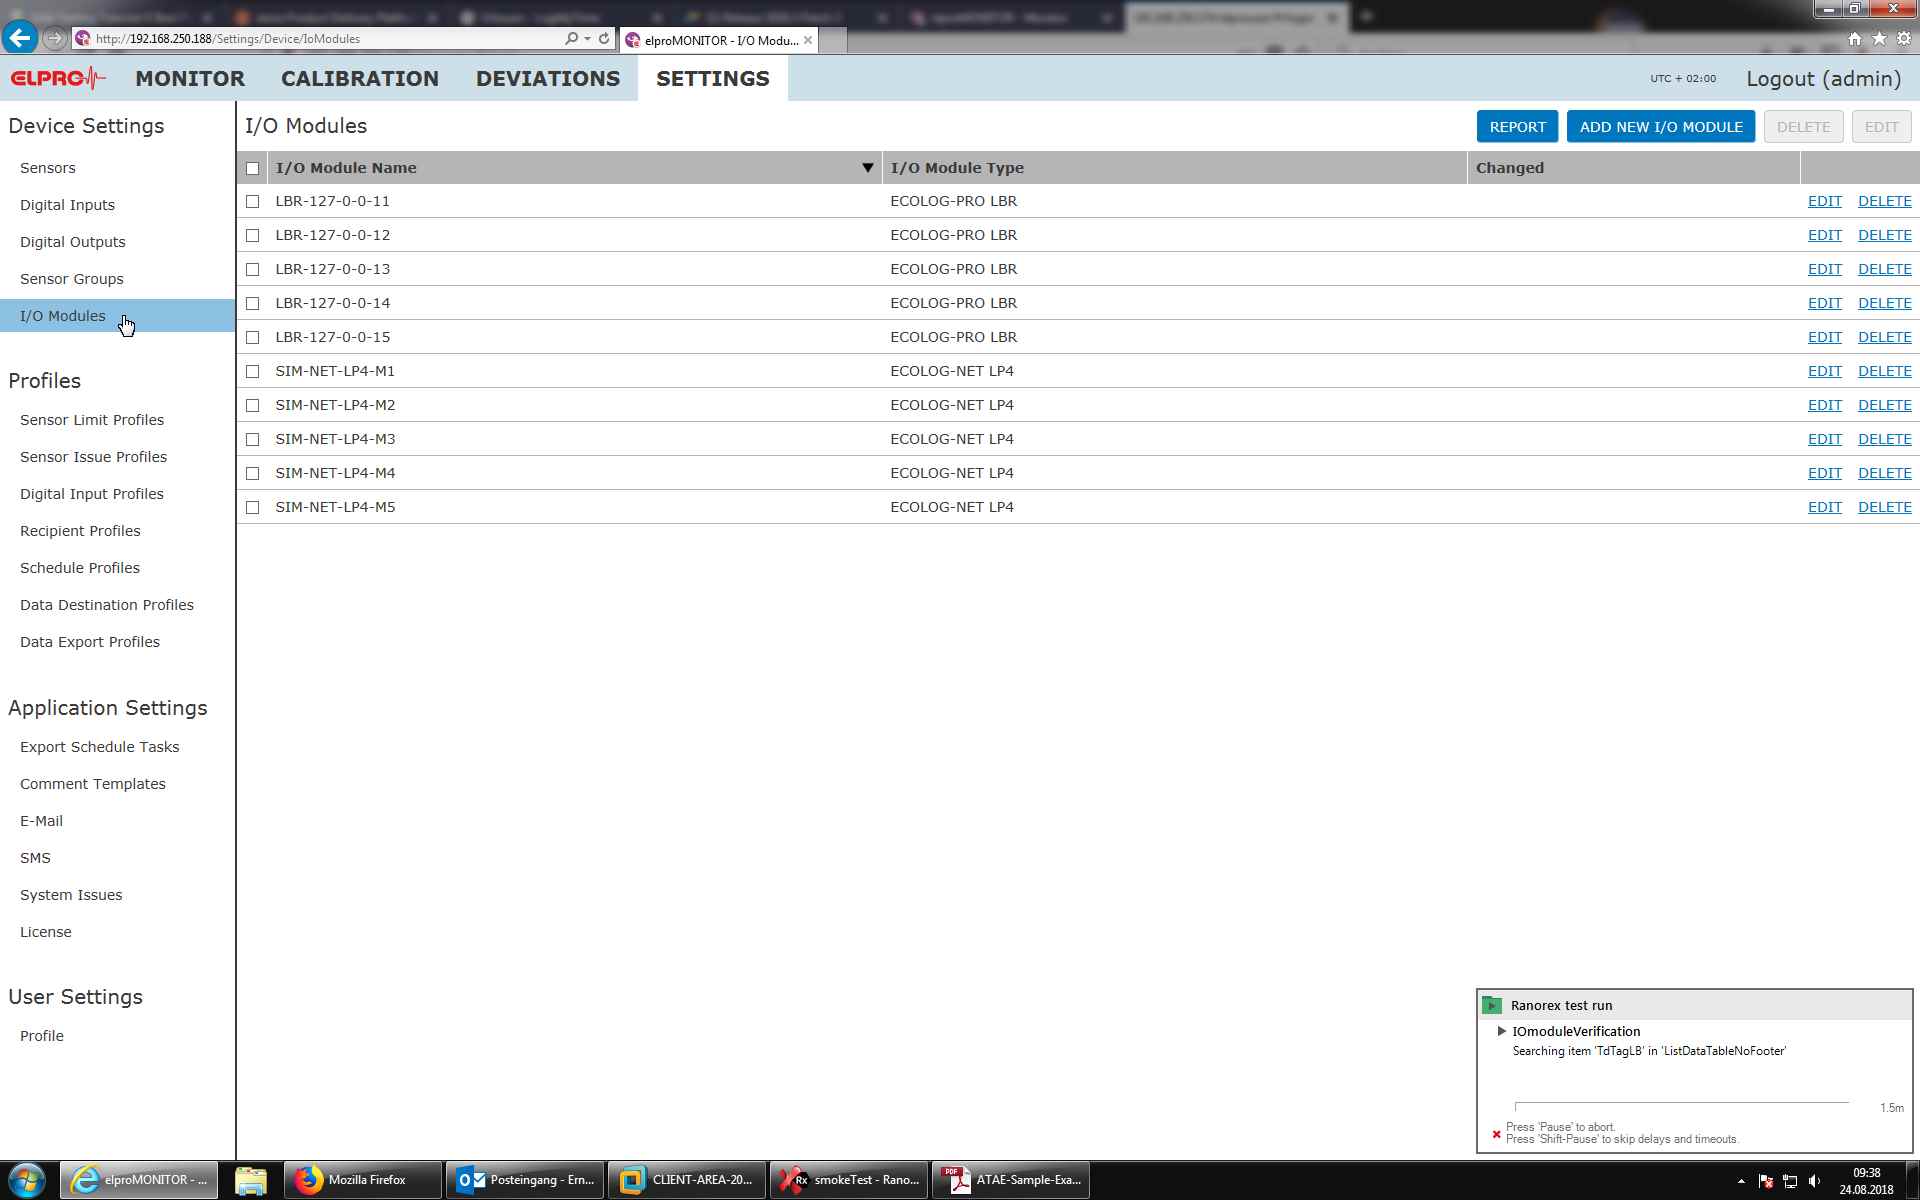 http://192.168.250.188/Settings/Device/IoModules
elproMONITOR - I/O Modu...
ELPRO
MONITOR
CALIBRATION
DEVIATIONS
SETTINGS
UTC + 02:00
Logout (admin)
Device Settings
Sensors
Digital Inputs
Digital Outputs
Sensor Groups
I/O Modules
Profiles
Sensor Limit Profiles
Sensor Issue Profiles
Digital Input Profiles
Recipient Profiles
Schedule Profiles
Data Destination Profiles
Data Export Profiles
Application Settings
Export Schedule Tasks
Comment Templates
E-Mail
SMS
System Issues
License
User Settings
Profile
I/O Modules
REPORT
ADD NEW I/O MODULE
DELETE
EDIT
I/O Module Name I/O Module Type Changed
LBR-127-0-0-11 ECOLOG-PRO LBR EDIT DELETE
LBR-127-0-0-12 ECOLOG-PRO LBR EDIT DELETE
LBR-127-0-0-13 ECOLOG-PRO LBR EDIT DELETE
LBR-127-0-0-14 ECOLOG-PRO LBR EDIT DELETE
LBR-127-0-0-15 ECOLOG-PRO LBR EDIT DELETE
SIM-NET-LP4-M1 ECOLOG-NET LP4 EDIT DELETE
SIM-NET-LP4-M2 ECOLOG-NET LP4 EDIT DELETE
SIM-NET-LP4-M3 ECOLOG-NET LP4 EDIT DELETE
SIM-NET-LP4-M4 ECOLOG-NET LP4 EDIT DELETE
SIM-NET-LP4-M5 ECOLOG-NET LP4 EDIT DELETE
Ranorex test run
IOmoduleVerification
Searching item 'TdTagLB' in 'ListDataTableNoFooter'
1.5m
Press 'Pause' to abort.
Press 'Shift-Pause' to skip delays and timeouts.
elproMONITOR - ...
Mozilla Firefox
Posteingang - Ern...
CLIENT-AREA-20...
Rx
smokeTest - Rano...
PDF
ATAE-Sample-Exa...
09:38
24.08.2018